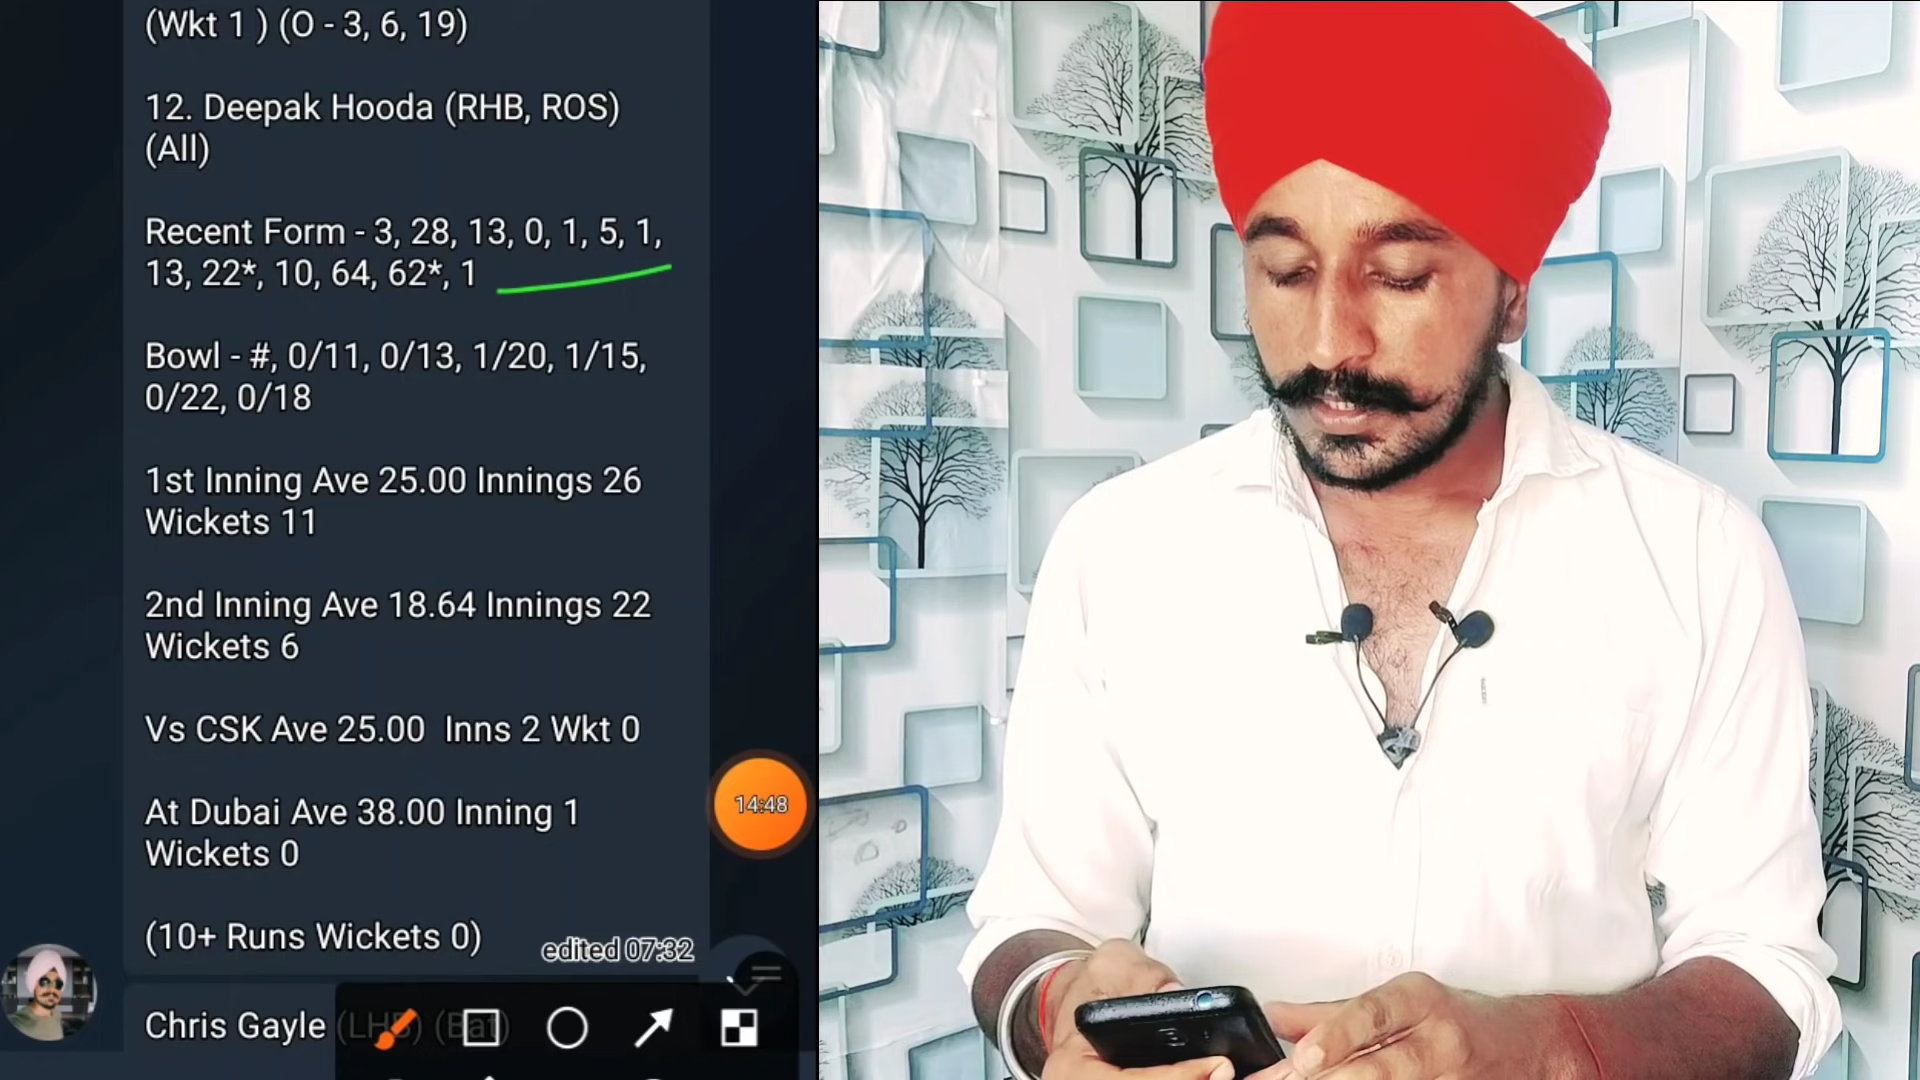 (Wkt 1 ) (O - 3, 6, 19)
12. Deepak Hooda (RHB, ROS)
(All)
Recent Form - 3, 28, 13, 0, 1, 5, 1,
13, 22*, 10, 64, 62*, 1
Bowl - #, 0/11, 0/13, 1/20, 1/15,
0/22, 0/18
1st Inning Ave 25.00 Innings 26
Wickets 11
2nd Inning Ave 18.64 Innings 22
Wickets 6
Vs CSK Ave 25.00 Inns 2 Wkt 0
At Dubai Ave 38.00 Inning 1
Wickets 0
(10+ Runs Wickets 0)
edited 07:32
14:48
Chris Gayle (LHB) (Bat)